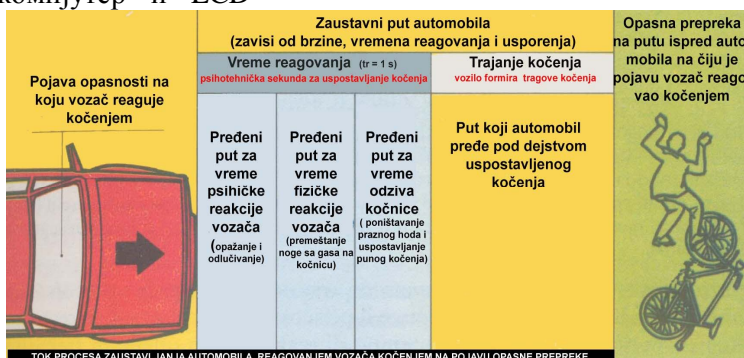 компјутер и LCD
Zaustavni put automobila
(zavisi od brzine, vremena reagovanja i usporenja)
Vreme reagovanja (tr = 1 s)
psihotehnička sekunda za uspostavljanje kočenja
Trajanje kočenja
vozilo formira tragove kočenja
Opasna prepreka
na putu ispred auto
mobila na čiju je
pojavu vozač reago
vao kočenjem
Pojava opasnosti na
koju vozač reaguje
kočenjem
Pređeni
put za
vreme
psihičke
reakcije
vozača
(opažanje i
odlučivanje)
Pređeni
put za
vreme
fizičke
reakcije
vozača
(premeštanje
noge sa gasa na
kočnicu)
Pređeni
put za
vreme
odziva
kočnice
( poništavanje
praznog hoda i
uspostavljanje
punog kočenja)
Put koji automobil
pređe pod dejstvom
uspostavljenog
kočenja
TOK PROCESA ZAUSTAVLJANJA AUTOMOBILA, REAGOVANJEM VOZAČA KOČENJEM NA POJAVU OPASNE PREPREKE